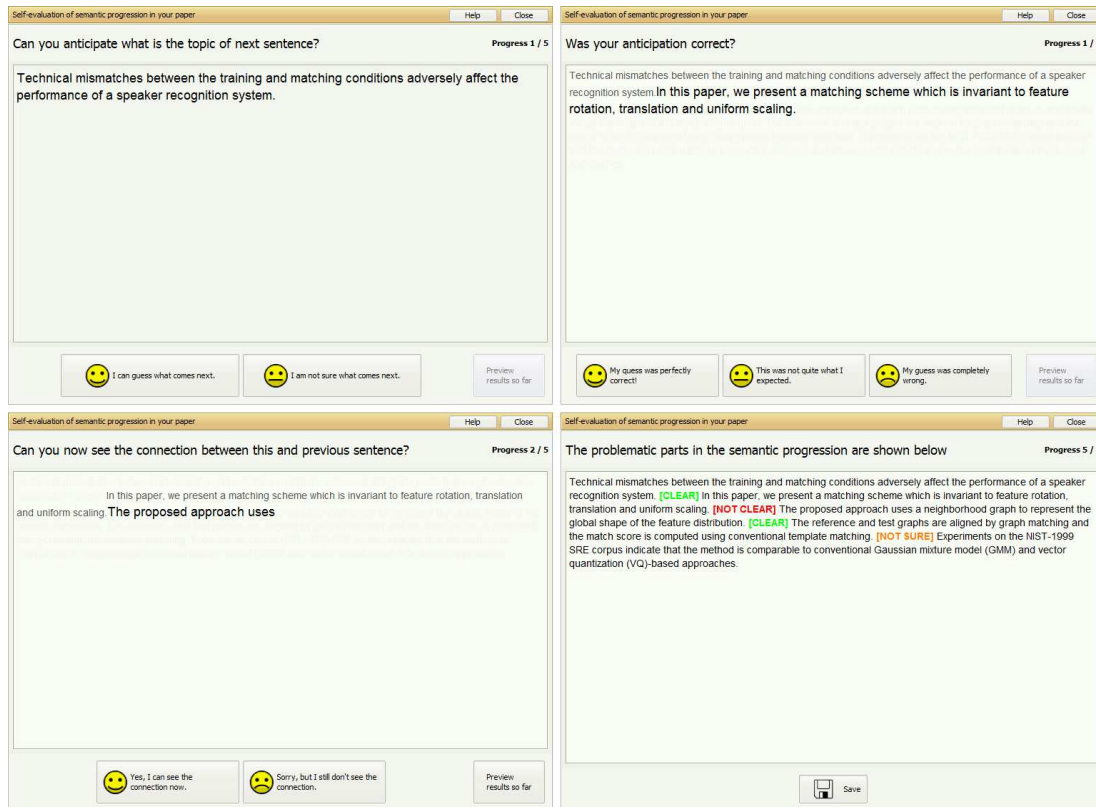 Self-evaluation of semantic progression in your paper
Help
Close
Can you anticipate what is the topic of next sentence?
Progress 1 / 5
Technical mismatches between the training and matching conditions adversely affect the
performance of a speaker recognition system.
I can guess what comes next.
I am not sure what comes next.
Preview
results so far
Self-evaluation of semantic progression in your paper
Help
Close
Was your anticipation correct?
Progress 1 /
Technical mismatches between the training and matching conditions adversely affect the performance of a speaker
recognition system.In this paper, we present a matching scheme which is invariant to feature
rotation, translation and uniform scaling.
My quess was perfectly
correct!
This was not quite what I
expected.
My guess was completely
wrong.
Preview
results so far
Self-evaluation of semantic progression in your paper
Help
Close
Can you now see the connection between this and previous sentence?
Progress 2 / 5
In this paper, we present a matching scheme which is invariant to feature rotation, translation
and uniform scaling.The proposed approach uses
Yes, I can see the
connection now.
Sorry, but I still don't see the
connection.
Preview
results so far
Self-evaluation of semantic progression in your paper
Help
Close
The problematic parts in the semantic progression are shown below
Progress 5 /
Technical mismatches between the training and matching conditions adversely affect the performance of a speaker
recognition system. [CLEAR] In this paper, we present a matching scheme which is invariant to feature rotation,
translation and uniform scaling. [NOT CLEAR] The proposed approach uses a neighborhood graph to represent the
global shape of the feature distribution. [CLEAR] The reference and test graphs are aligned by graph matching and
the match score is computed using conventional template matching. [NOT SURE] Experiments on the NIST-1999
SRE corpus indicate that the method is comparable to conventional Gaussian mixture model (GMM) and vector
quantization (VQ)-based approaches.
Save